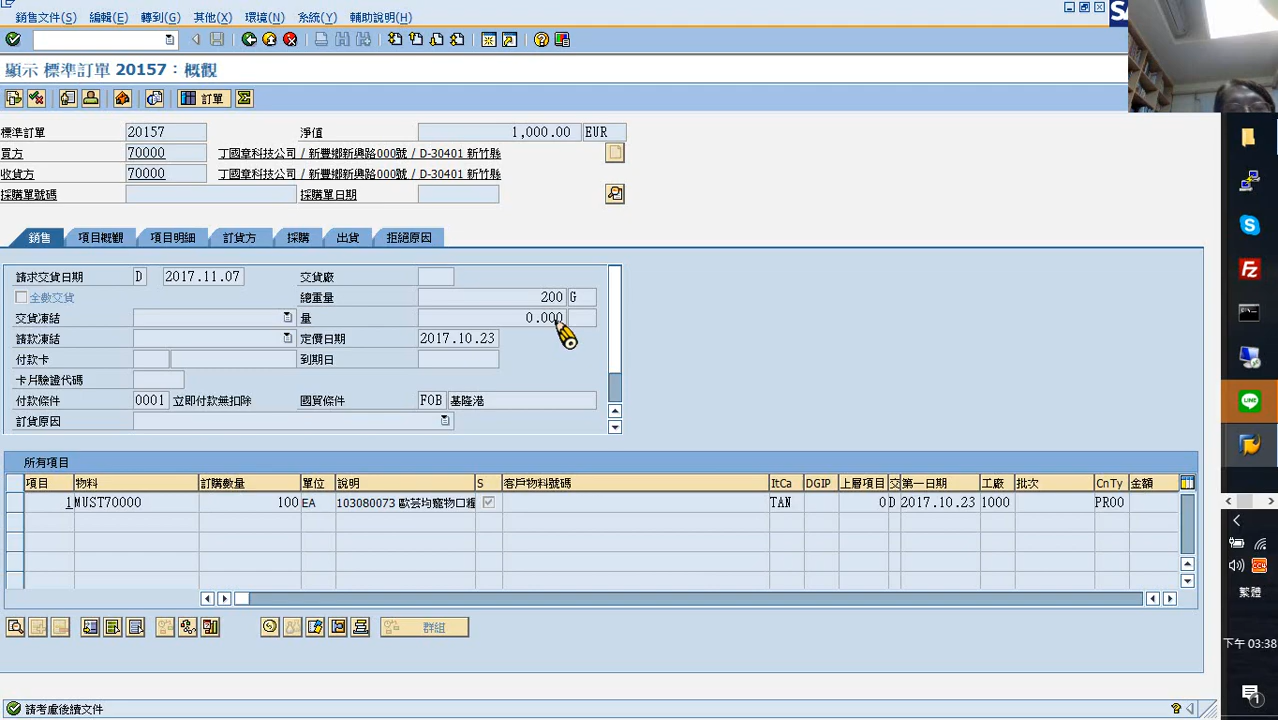 銷售文件(S) 編輯(E) 轉到(G) 其他(X) 環境(N) 系統(Y) 輔助說明(H)
顯示 標準訂單 20157：概觀
訂單
標準訂單 20157 淨值 1,000.00 EUR
買方 70000 丁國章科技公司 / 新豐鄉新興路000號 / D-30401 新竹縣
收貨方 70000 丁國章科技公司 / 新豐鄉新興路000號 / D-30401 新竹縣
採購單號碼 採購單日期
銷售 項目概觀 項目明細 訂貨方 採購 出貨 拒絕原因
請求交貨日期 D 2017.11.07 交貨廠
全數交貨 總重量 200 G
交貨凍結 量 0.000
請款凍結 定價日期 2017.10.23
付款卡 到期日
卡片驗證代碼
付款條件 0001 立即付款無扣除 國貿條件 FOB 基隆港
訂貨原因
所有項目
項目 物料 訂購數量 單位 說明 S 客戶物料號碼 ItCa DGIP 上層項目 交 第一日期 工廠 批次 CnTy 金額
1 MUST70000 100 EA 103080073 歐芸均寵物口糧 TAN 0 D 2017.10.23 1000 PR00
群組
請考慮後續文件
LINE
繁體
下午 03:38
1